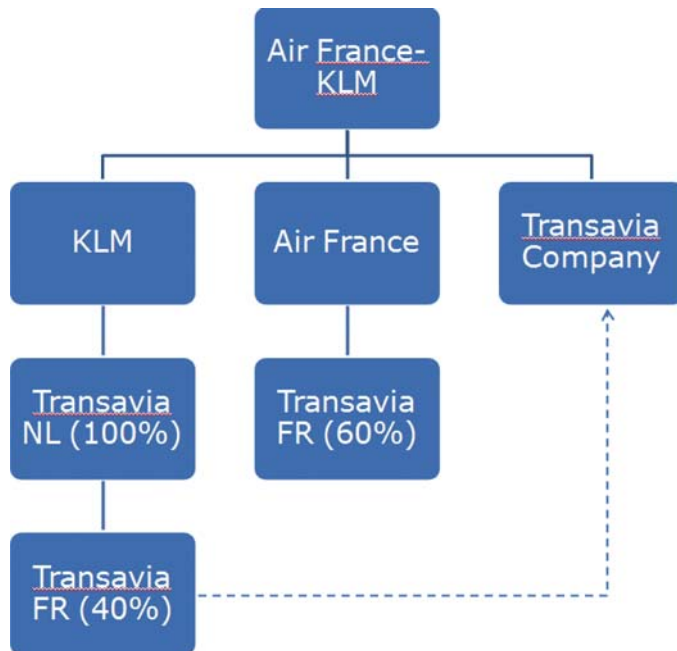 Air France-
KLM
KLM
Air France
Transavia
Company
Transavia
NL (100%)
Transavia
FR (60%)
Transavia
FR (40%)